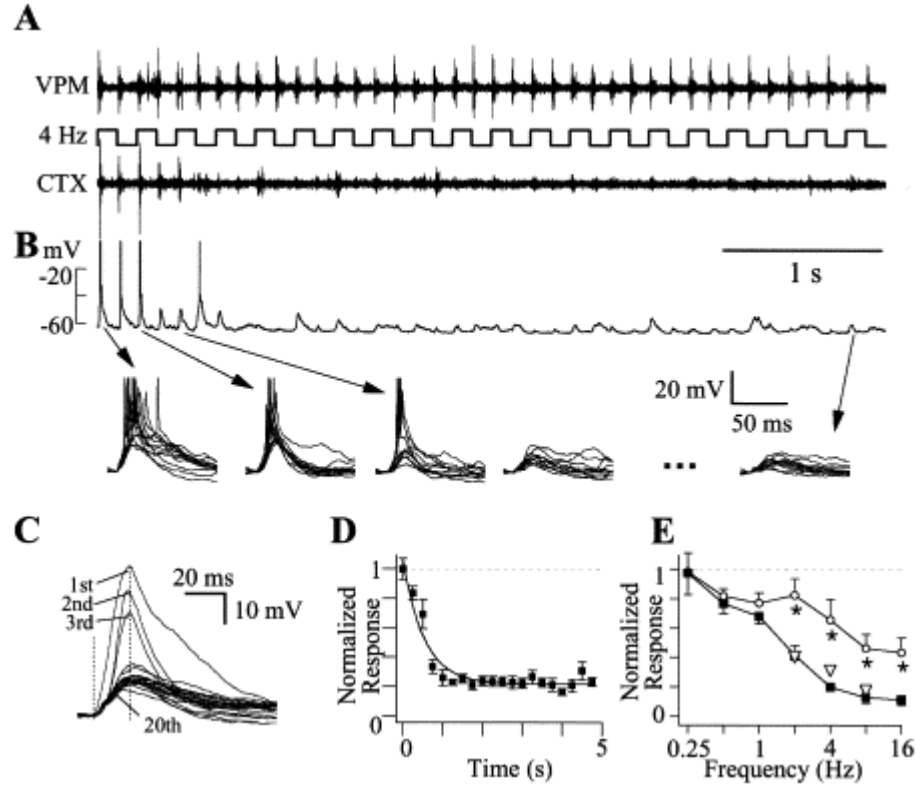 A
VPM
4 Hz
CTX
B mV
-20
-60
1 s
20 mV
50 ms
C
1st
2nd
3rd
20 ms
10 mV
20th
D
Normalized
Response
1
0
0 5
Time (s)
E
Normalized
Response
1
0
0.25 1 4 16
Frequency (Hz)